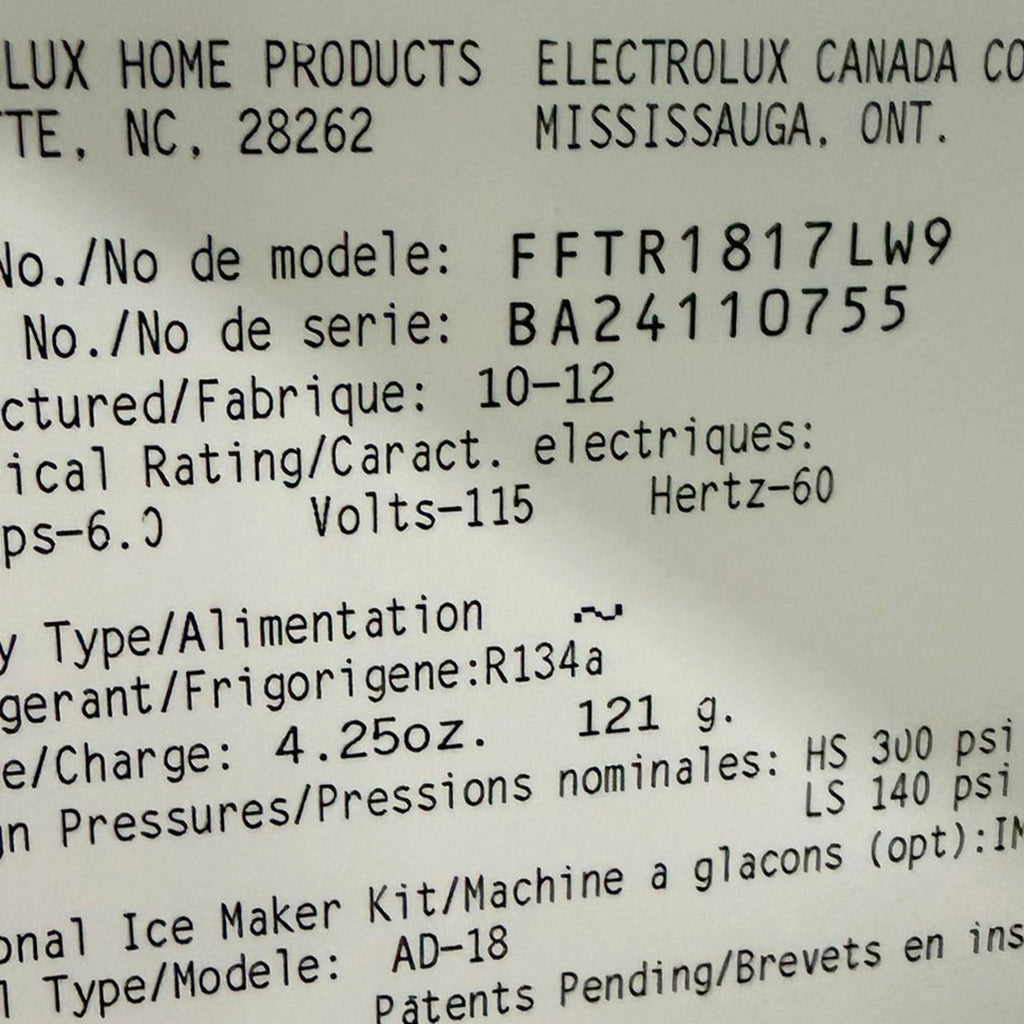 LUX HOME PRODUCTS ELECTROLUX CANADA CO
TTE, NC, 28262 MISSISSAUGA, ONT.
No./No de modele: FFTR1817LW9
No./No de serie: BA24110755
ctured/Fabrique: 10-12
ical Rating/Caract. electriques:
ps-6.0 Volts-115 Hertz-60
y Type/Alimentation ~
gerant/Frigorigene:R134a
e/Charge: 4.25oz. 121 g.
gn Pressures/Pressions nominales: HS 300 psi
LS 140 psi
onal Ice Maker Kit/Machine a glacons (opt):IM
l Type/Modele: AD-18
Patents Pending/Brevets en ins